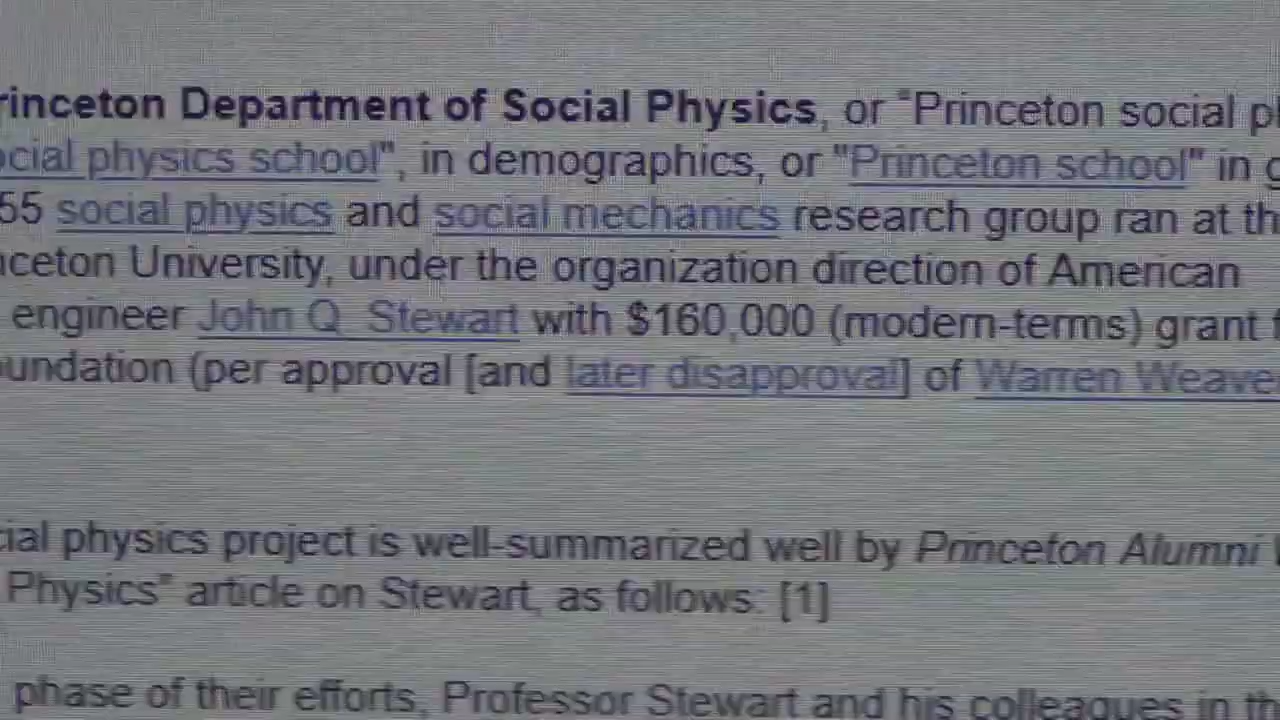 rinceton Department of Social Physics, or "Princeton social p
ocial physics school", in demographics, or "Princeton school" in g
55 social physics and social mechanics research group ran at th
nceton University, under the organization direction of American
engineer John Q. Stewart with $160,000 (modern-terms) grant
oundation (per approval [and later disapproval] of Warren Weave
cial physics project is well-summarized well by Princeton Alumni
Physics" article on Stewart, as follows: [1]
phase of their efforts, Professor Stewart and his colleagues in th